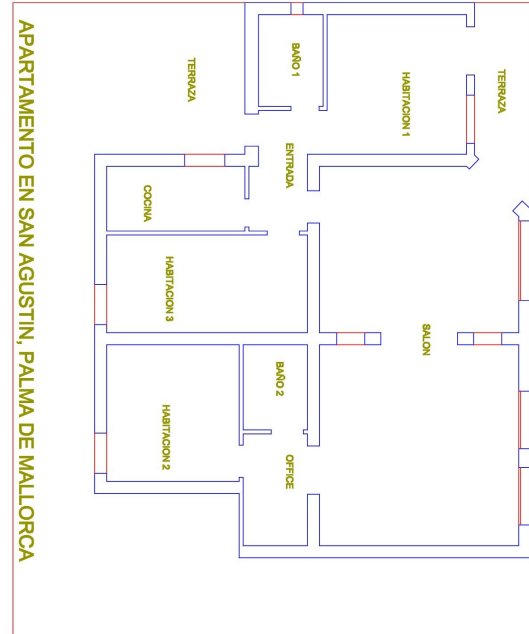 TERRAZA
HABITACION 1
BAÑO 1
TERRAZA
ENTRADA
COCINA
SALON
HABITACION 3
BAÑO 2
HABITACION 2
OFFICE
APARTAMENTO EN SAN AGUSTIN, PALMA DE MALLORCA